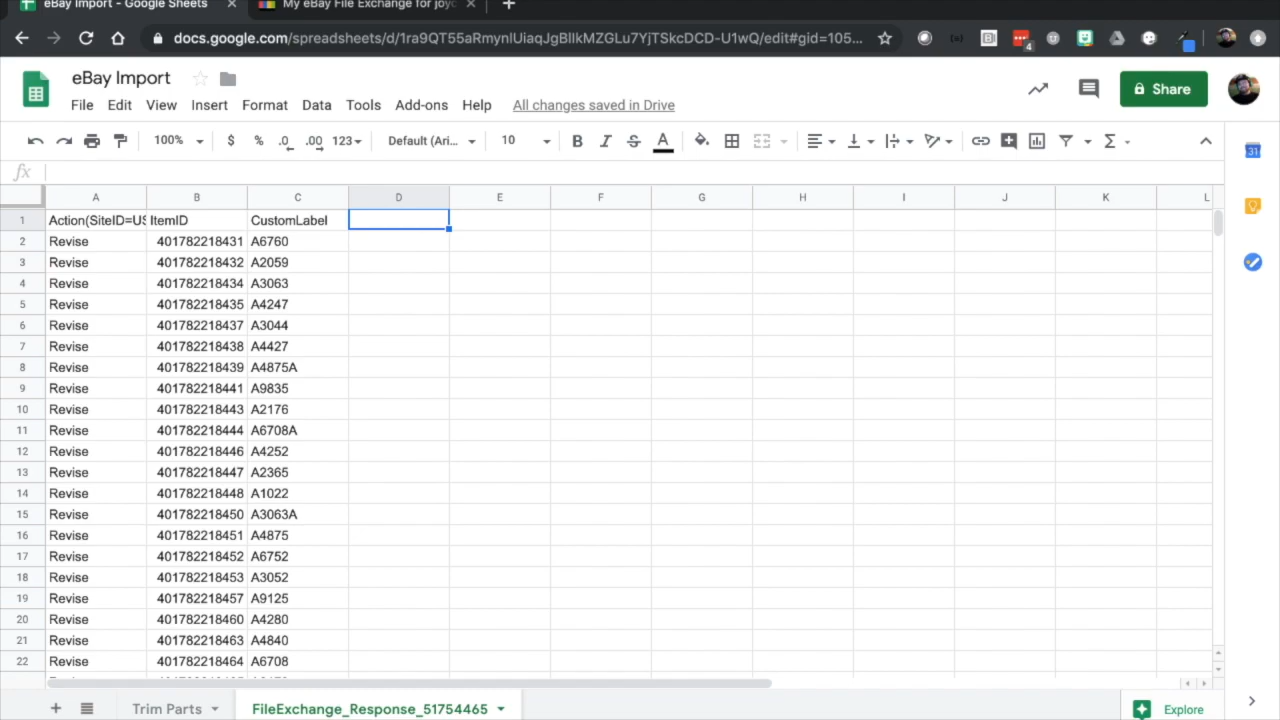 eBay Import - Google Sheets
My eBay File Exchange for joyc
docs.google.com/spreadsheets/d/1ra9QT55aRmynlUiaqJgBIlkMZGLu7YjTSkcDCD-U1wQ/edit#gid=105...
4
eBay Import
File Edit View Insert Format Data Tools Add-ons Help All changes saved in Drive
Share
100% $ % .0 .00 123 Default (Ari... 10 B I S A
31
fx
A B C D E F G H I J K L
1 Action(SiteID=US ItemID CustomLabel
2 Revise 401782218431 A6760
3 Revise 401782218432 A2059
4 Revise 401782218434 A3063
5 Revise 401782218435 A4247
6 Revise 401782218437 A3044
7 Revise 401782218438 A4427
8 Revise 401782218439 A4875A
9 Revise 401782218441 A9835
10 Revise 401782218443 A2176
11 Revise 401782218444 A6708A
12 Revise 401782218446 A4252
13 Revise 401782218447 A2365
14 Revise 401782218448 A1022
15 Revise 401782218450 A3063A
16 Revise 401782218451 A4875
17 Revise 401782218452 A6752
18 Revise 401782218453 A3052
19 Revise 401782218457 A9125
20 Revise 401782218460 A4280
21 Revise 401782218463 A4840
22 Revise 401782218464 A6708
Trim Parts FileExchange_Response_51754465 Explore